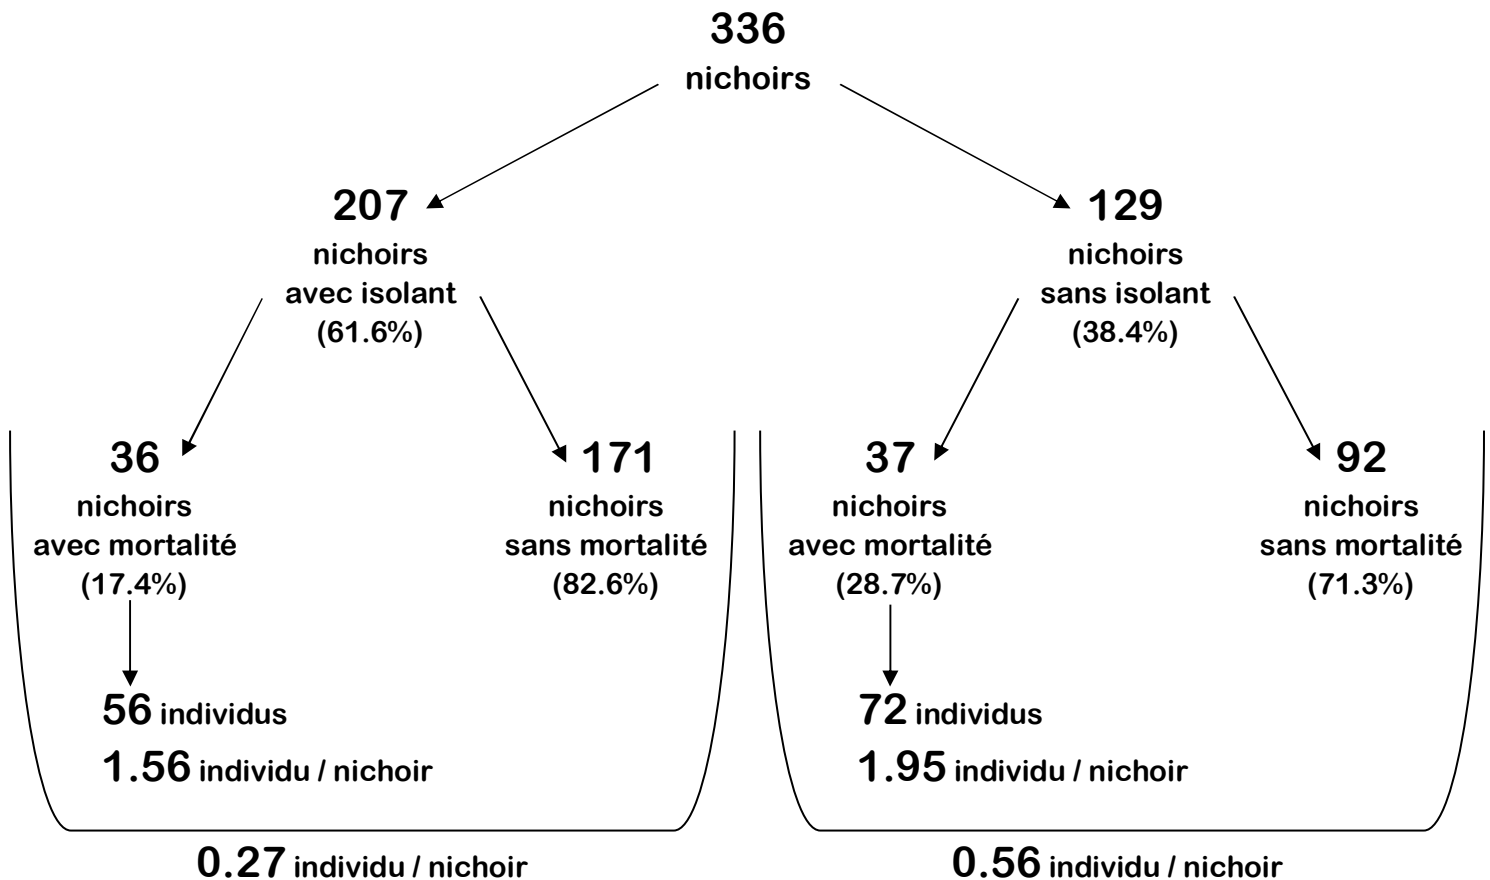 336
nichoirs
207
nichoirs
avec isolant
(61.6%)
129
nichoirs
sans isolant
(38.4%)
36
nichoirs
avec mortalité
(17.4%)
171
nichoirs
sans mortalité
(82.6%)
37
nichoirs
avec mortalité
(28.7%)
92
nichoirs
sans mortalité
(71.3%)
56 individus
1.56 individu / nichoir
72 individus
1.95 individu / nichoir
0.27 individu / nichoir
0.56 individu / nichoir